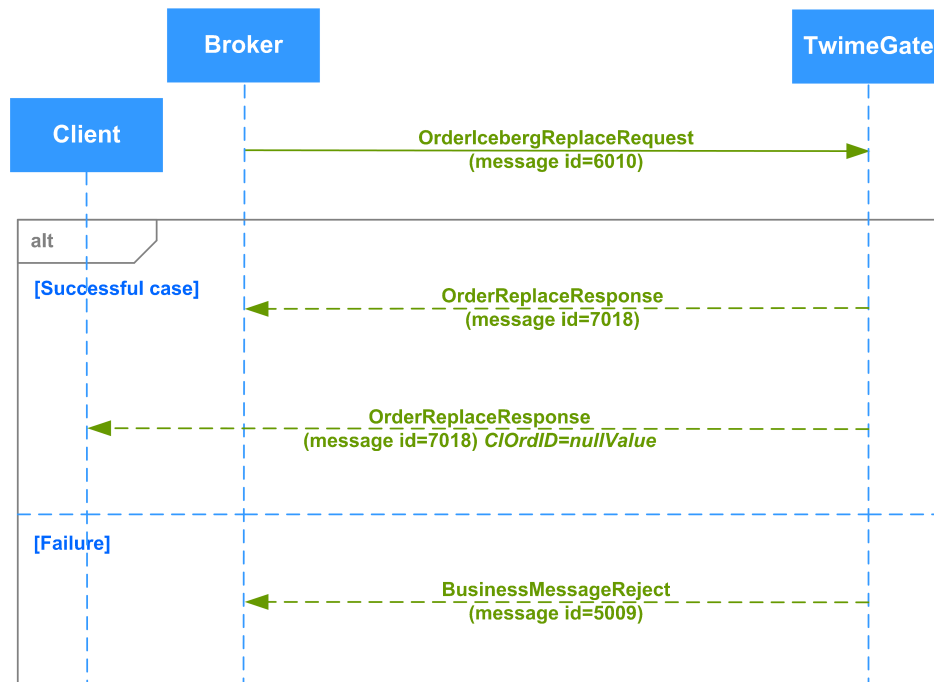 Broker
TwimeGate
Client
OrderIcebergReplaceRequest
(message id=6010)
alt
[Successful case]
OrderReplaceResponse
(message id=7018)
OrderReplaceResponse
(message id=7018) ClOrdID=nullValue
[Failure]
BusinessMessageReject
(message id=5009)